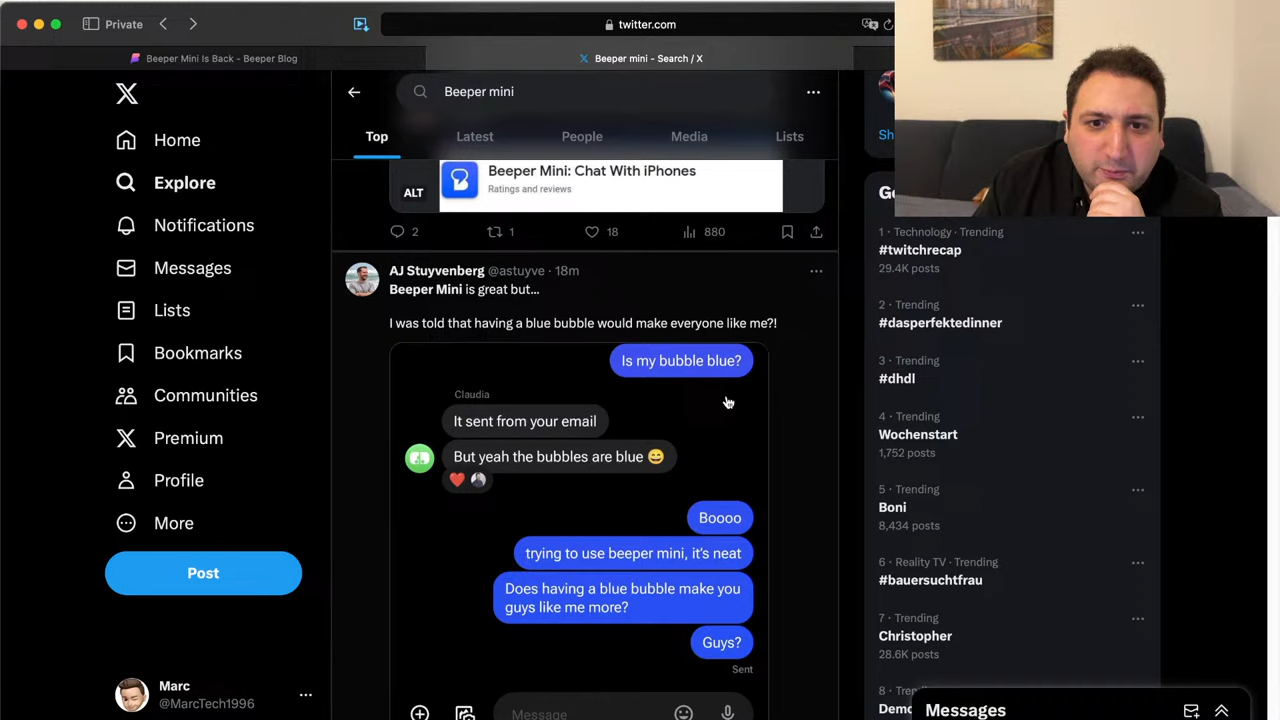 Private
twitter.com
Beeper Mini Is Back - Beeper Blog
Beeper mini - Search / X
Home
Explore
Notifications
Messages
Lists
Bookmarks
Communities
Premium
Profile
More
Post
Marc
@MarcTech1996
Beeper mini
Top
Latest
People
Media
Lists
ALT
Beeper Mini: Chat With iPhones
Ratings and reviews
2
1
18
880
AJ Stuyvenberg @astuyve · 18m
Beeper Mini is great but...
I was told that having a blue bubble would make everyone like me?!
Is my bubble blue?
Claudia
It sent from your email
But yeah the bubbles are blue 😄
Boooo
trying to use beeper mini, it's neat
Does having a blue bubble make you
guys like me more?
Guys?
Sent
Message
Sh
Ge
1 · Technology · Trending
#twitchrecap
29.4K posts
2 · Trending
#dasperfektedinner
3 · Trending
#dhdl
4 · Trending
Wochenstart
1,752 posts
5 · Trending
Boni
8,434 posts
6 · Reality TV · Trending
#bauersuchtfrau
7 · Trending
Christopher
28.6K posts
8 · Tren
Demo
Messages